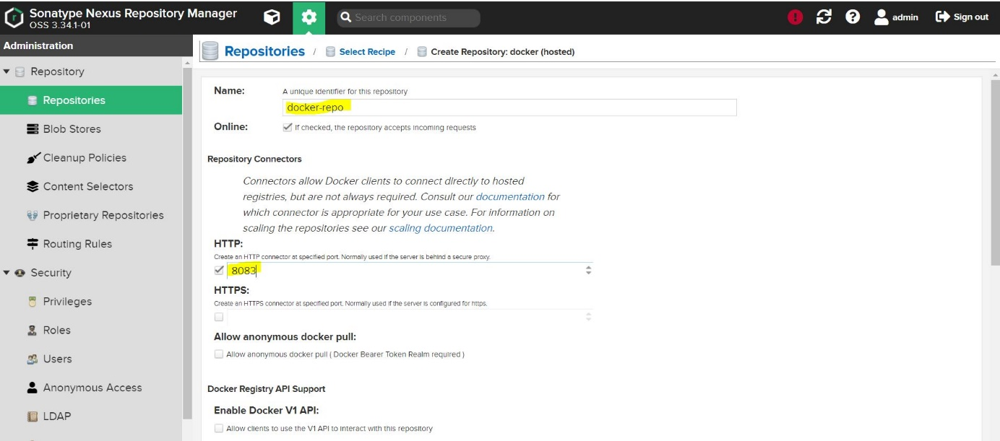 Sonatype Nexus Repository Manager
OSS 3.34.1-01
Search components
admin
Sign out
Administration
Repositories / Select Recipe / Create Repository: docker (hosted)
Repository
Repositories
Blob Stores
Cleanup Policies
Content Selectors
Proprietary Repositories
Routing Rules
Security
Privileges
Roles
Users
Anonymous Access
LDAP
Name:
A unique identifier for this repository
docker-repo
Online:
If checked, the repository accepts incoming requests
Repository Connectors
Connectors allow Docker clients to connect directly to hosted
registries, but are not always required. Consult our documentation for
which connector is appropriate for your use case. For information on
scaling the repositories see our scaling documentation.
HTTP:
Create an HTTP connector at specified port. Normally used if the server is behind a secure proxy.
8083
HTTPS:
Create an HTTPS connector at specified port. Normally used if the server is configured for https.
Allow anonymous docker pull:
Allow anonymous docker pull ( Docker Bearer Token Realm required )
Docker Registry API Support
Enable Docker V1 API:
Allow clients to use the V1 API to interact with this repository